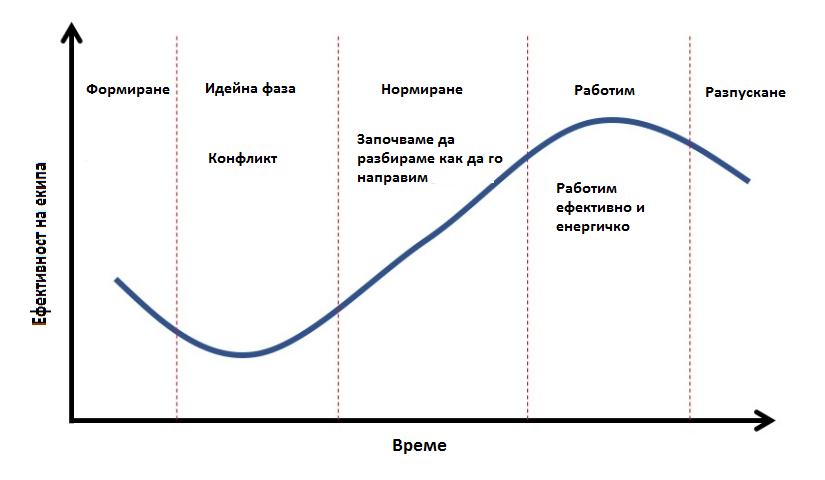 Формиране
Идейна фаза
Нормиране
Работим
Разпускане
Конфликт
Започваме да
разбираме как да го
направим
Работим
ефективно и
енергичко
Ефективност на екипа
Време